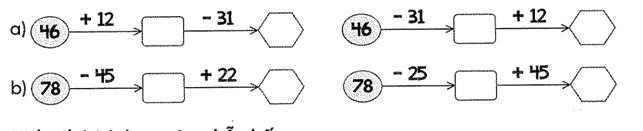 a) 46 + 12 - 31 46 - 31 + 12
b) 78 - 45 + 22 78 - 25 + 45